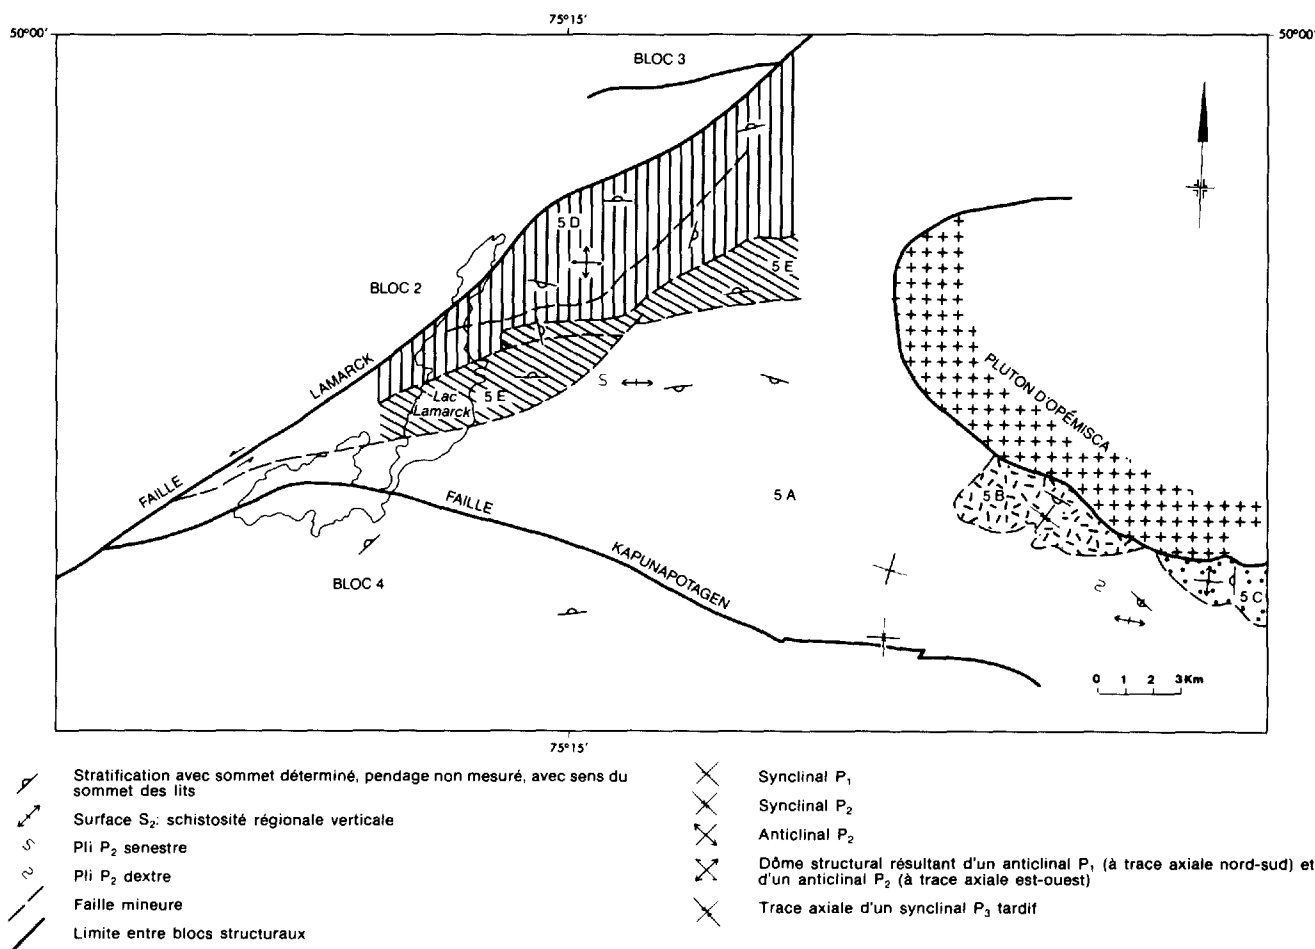 75°15'
50°00'
50°00'
BLOC 3
5 D
5 E
BLOC 2
LAMARCK
Lac
Lamarck
5 E
PLUTON D'OPÉMISCA
FAILLE
FAILLE
5 A
5 B
KAPUNAPOTAGEN
BLOC 4
5 C
0 1 2 3Km
75°15'
Stratification avec sommet déterminé, pendage non mesuré, avec sens du
sommet des lits
Surface S₂: schistosité régionale verticale
Pli P₂ senestre
Pli P₂ dextre
Faille mineure
Limite entre blocs structuraux
Synclinal P₁
Synclinal P₂
Anticlinal P₂
Dôme structural résultant d'un anticlinal P₁ (à trace axiale nord-sud) et
d'un anticlinal P₂ (à trace axiale est-ouest)
Trace axiale d'un synclinal P₃ tardif